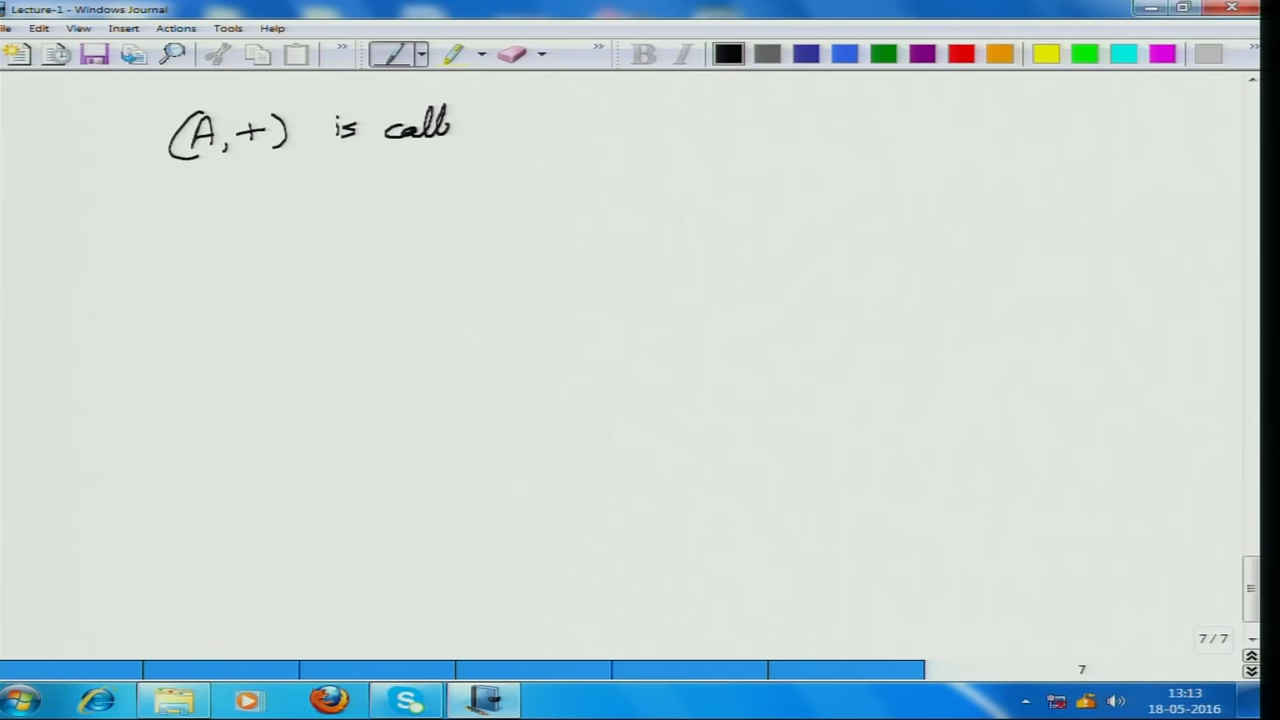 Lecture-1 - Windows Journal
ile Edit View Insert Actions Tools Help
B I
(A, +) is call
7 / 7
7
13:13
18-05-2016